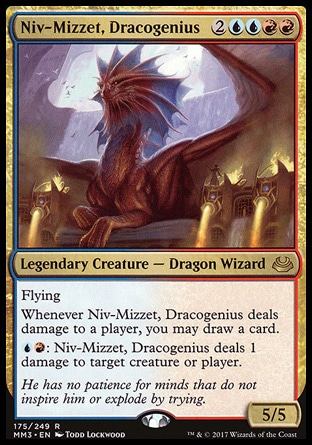 Niv-Mizzet, Dracogenius 2
Legendary Creature — Dragon Wizard
Flying
Whenever Niv-Mizzet, Dracogenius deals
damage to a player, you may draw a card.
: Niv-Mizzet, Dracogenius deals 1
damage to target creature or player.
He has no patience for minds that do not
inspire him or explode by trying.
5/5
175/249 R
MM3 • EN Todd Lockwood
™ & © 2017 Wizards of the Coast